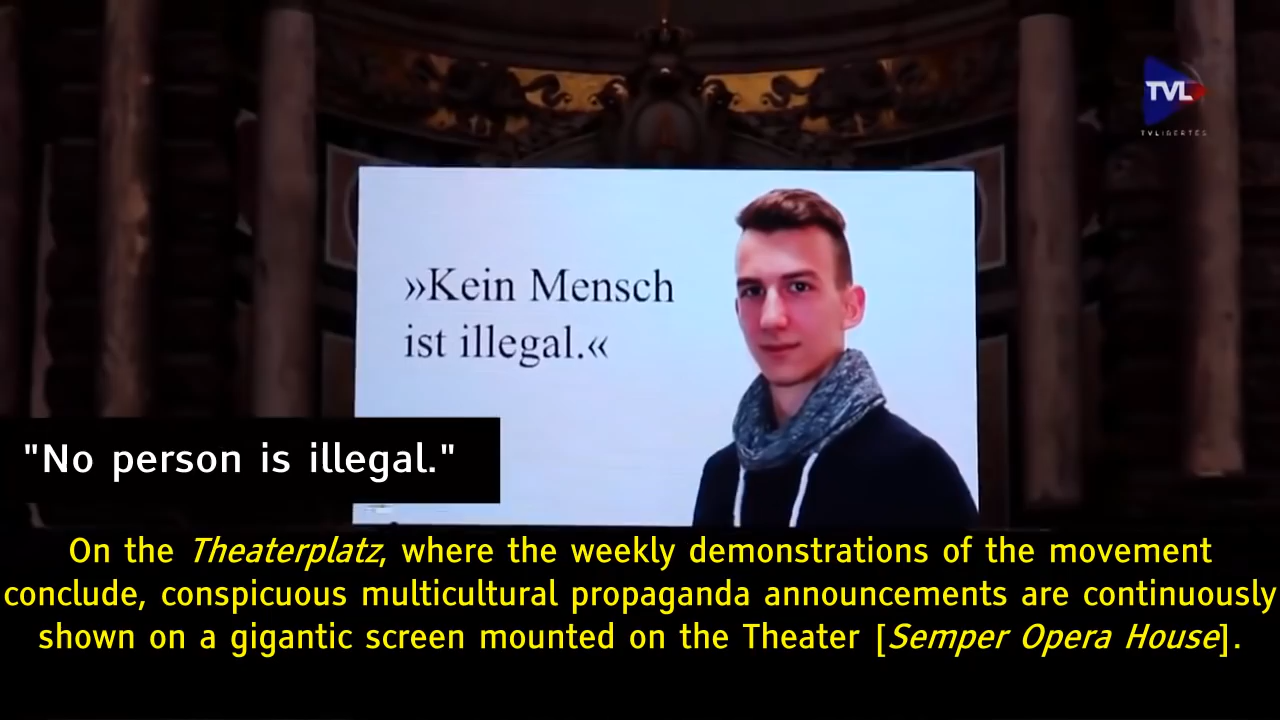 TVL
TVLIBERTÉS
»Kein Mensch
ist illegal.«
"No person is illegal."
On the Theaterplatz, where the weekly demonstrations of the movement
conclude, conspicuous multicultural propaganda announcements are continuously
shown on a gigantic screen mounted on the Theater [Semper Opera House].